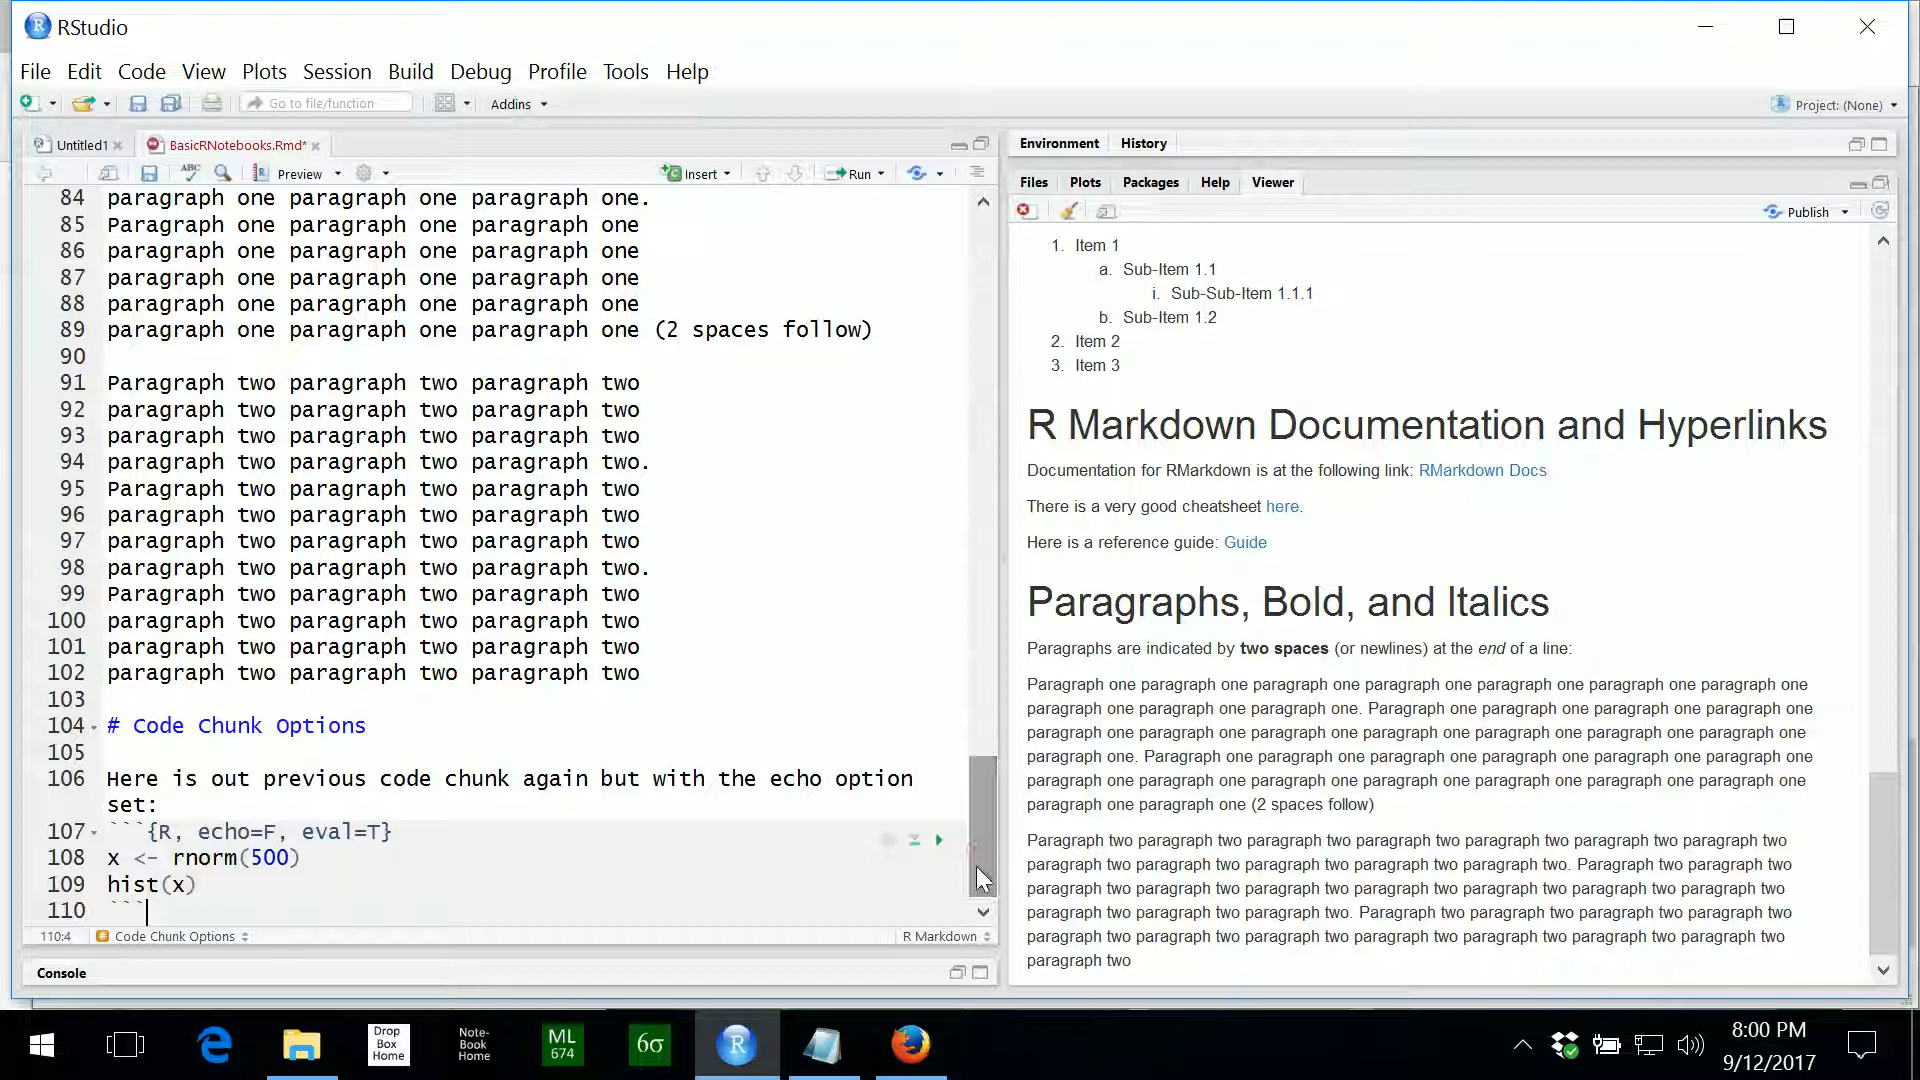 RStudio
File Edit Code View Plots Session Build Debug Profile Tools Help
Go to file/function Addins Project: (None)
Untitled1 BasicRNotebooks.Rmd*
ABC Preview Insert Run
84 paragraph one paragraph one paragraph one.
85 Paragraph one paragraph one paragraph one
86 paragraph one paragraph one paragraph one
87 paragraph one paragraph one paragraph one
88 paragraph one paragraph one paragraph one
89 paragraph one paragraph one paragraph one (2 spaces follow)
90
91 Paragraph two paragraph two paragraph two
92 paragraph two paragraph two paragraph two
93 paragraph two paragraph two paragraph two
94 paragraph two paragraph two paragraph two.
95 Paragraph two paragraph two paragraph two
96 paragraph two paragraph two paragraph two
97 paragraph two paragraph two paragraph two
98 paragraph two paragraph two paragraph two.
99 Paragraph two paragraph two paragraph two
100 paragraph two paragraph two paragraph two
101 paragraph two paragraph two paragraph two
102 paragraph two paragraph two paragraph two
103
104 # Code Chunk Options
105
106 Here is out previous code chunk again but with the echo option
set:
107 ```{R, echo=F, eval=T}
108 x <- rnorm(500)
109 hist(x)
110 ```
110:4 Code Chunk Options R Markdown
Console
Environment History
Files Plots Packages Help Viewer
Publish
1. Item 1
a. Sub-Item 1.1
i. Sub-Sub-Item 1.1.1
b. Sub-Item 1.2
2. Item 2
3. Item 3
R Markdown Documentation and Hyperlinks
Documentation for RMarkdown is at the following link: RMarkdown Docs
There is a very good cheatsheet here.
Here is a reference guide: Guide
Paragraphs, Bold, and Italics
Paragraphs are indicated by two spaces (or newlines) at the end of a line:
Paragraph one paragraph one paragraph one paragraph one paragraph one paragraph one paragraph one
paragraph one paragraph one paragraph one. Paragraph one paragraph one paragraph one paragraph one
paragraph one paragraph one paragraph one paragraph one paragraph one paragraph one paragraph one
paragraph one. Paragraph one paragraph one paragraph one paragraph one paragraph one paragraph one
paragraph one paragraph one paragraph one paragraph one paragraph one paragraph one paragraph one
paragraph one paragraph one (2 spaces follow)
Paragraph two paragraph two paragraph two paragraph two paragraph two paragraph two paragraph two
paragraph two paragraph two paragraph two paragraph two paragraph two. Paragraph two paragraph two
paragraph two paragraph two paragraph two paragraph two paragraph two paragraph two paragraph two
paragraph two paragraph two paragraph two. Paragraph two paragraph two paragraph two paragraph two
paragraph two paragraph two paragraph two paragraph two paragraph two paragraph two paragraph two
paragraph two
Drop
Box
Home
Note-
Book
Home
ML
674
6σ
R
8:00 PM
9/12/2017